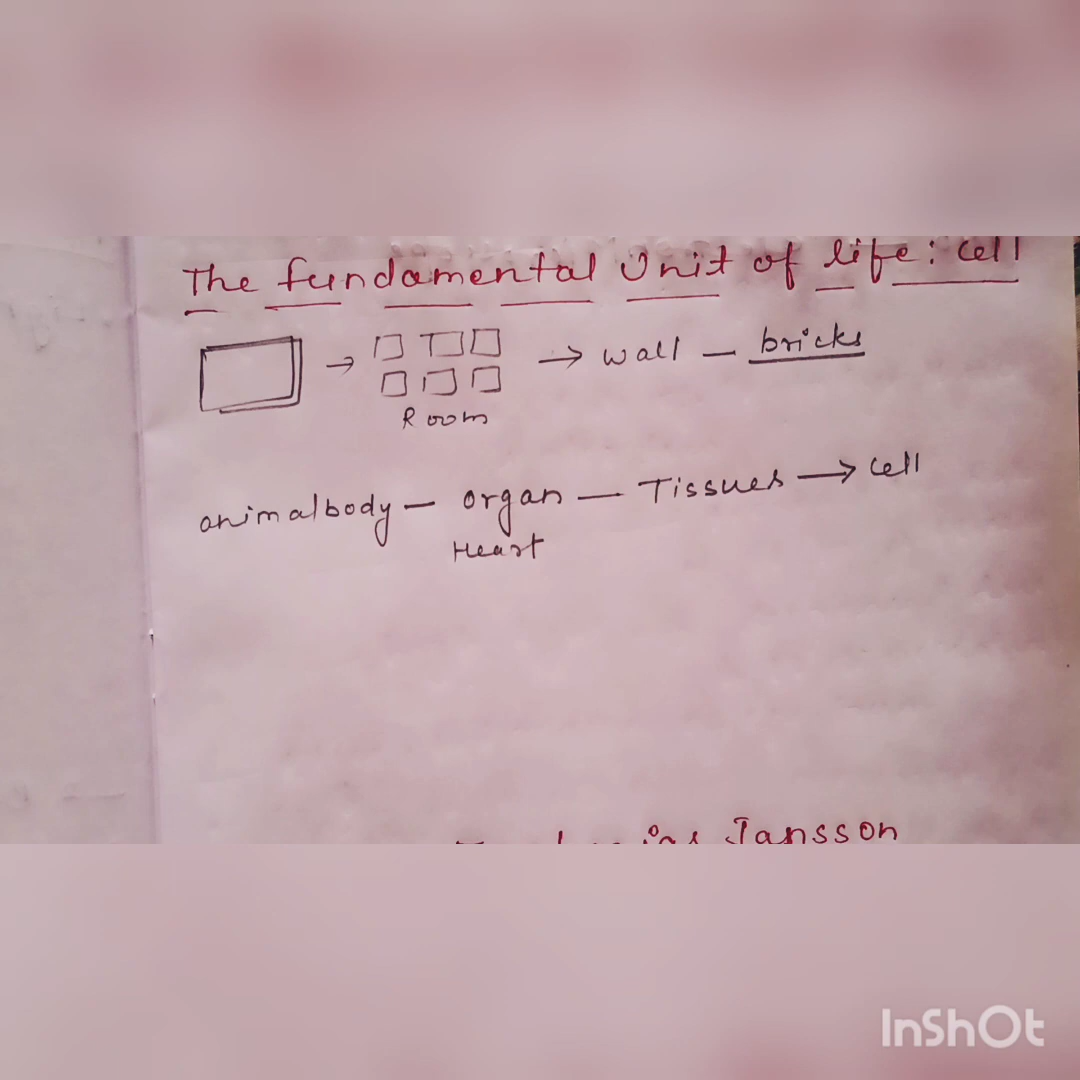 The fundamental Unit of life: Cell
→ → wall — bricks
Room
animalbody — organ — Tissues → Cell
Heart
Jansson
InShOt